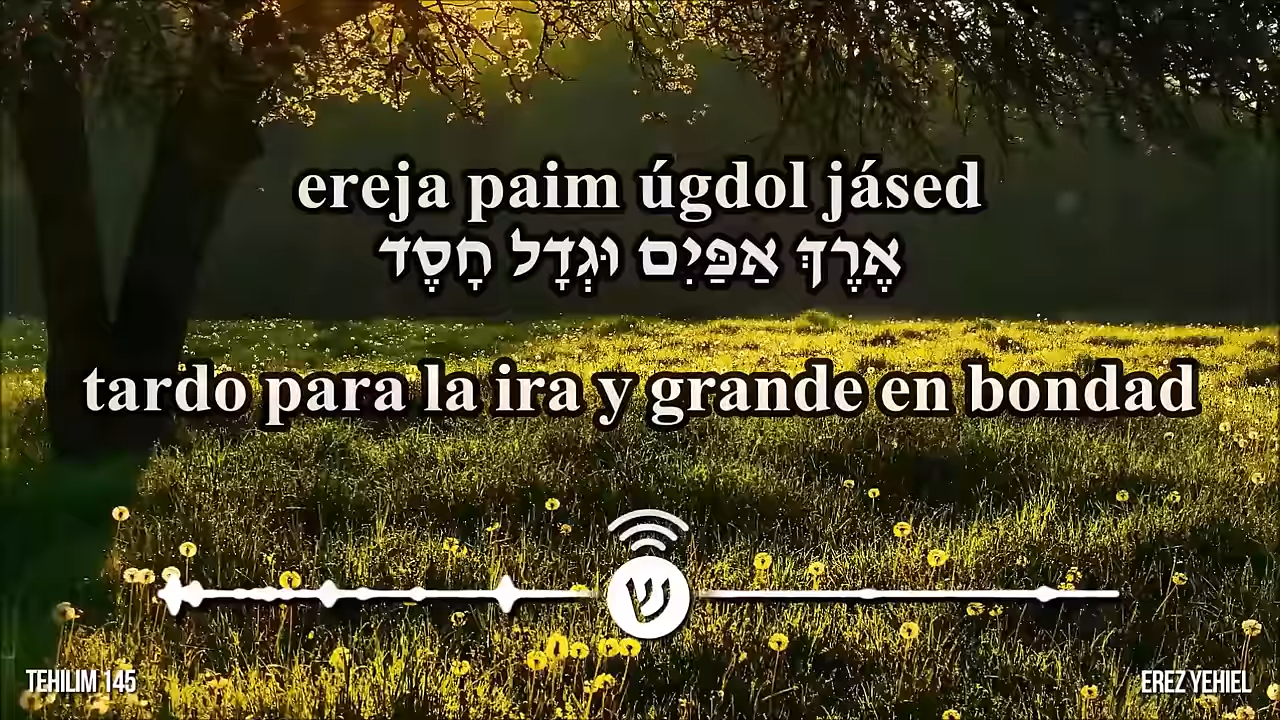 ereja paim úgdol jásed
אֶרֶךְ אַפַּיִם וּגְדָל חָסֶד
tardo para la ira y grande en bondad
ש
TEHILIM 145
EREZ YEHIEL